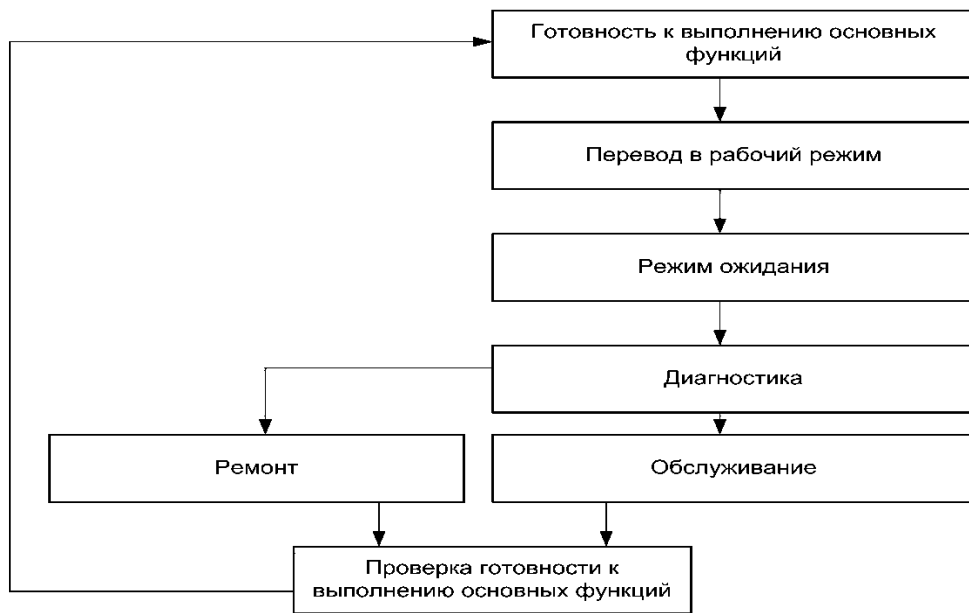 Готовность к выполнению основных
функций
Перевод в рабочий режим
Режим ожидания
Диагностика
Ремонт
Обслуживание
Проверка готовности к
выполнению основных функций